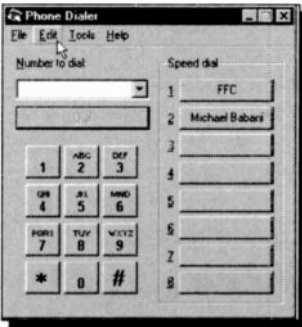 Phone Dialer
File Edit Tools Help
Number to dial:
Speed dial
1 FFC
2 Michael Babani
3
4
5
6
7
8
1
ABC
2
DEF
3
GHI
4
JKL
5
MNO
6
PQRS
7
TUV
8
WXYZ
9
*
0
#